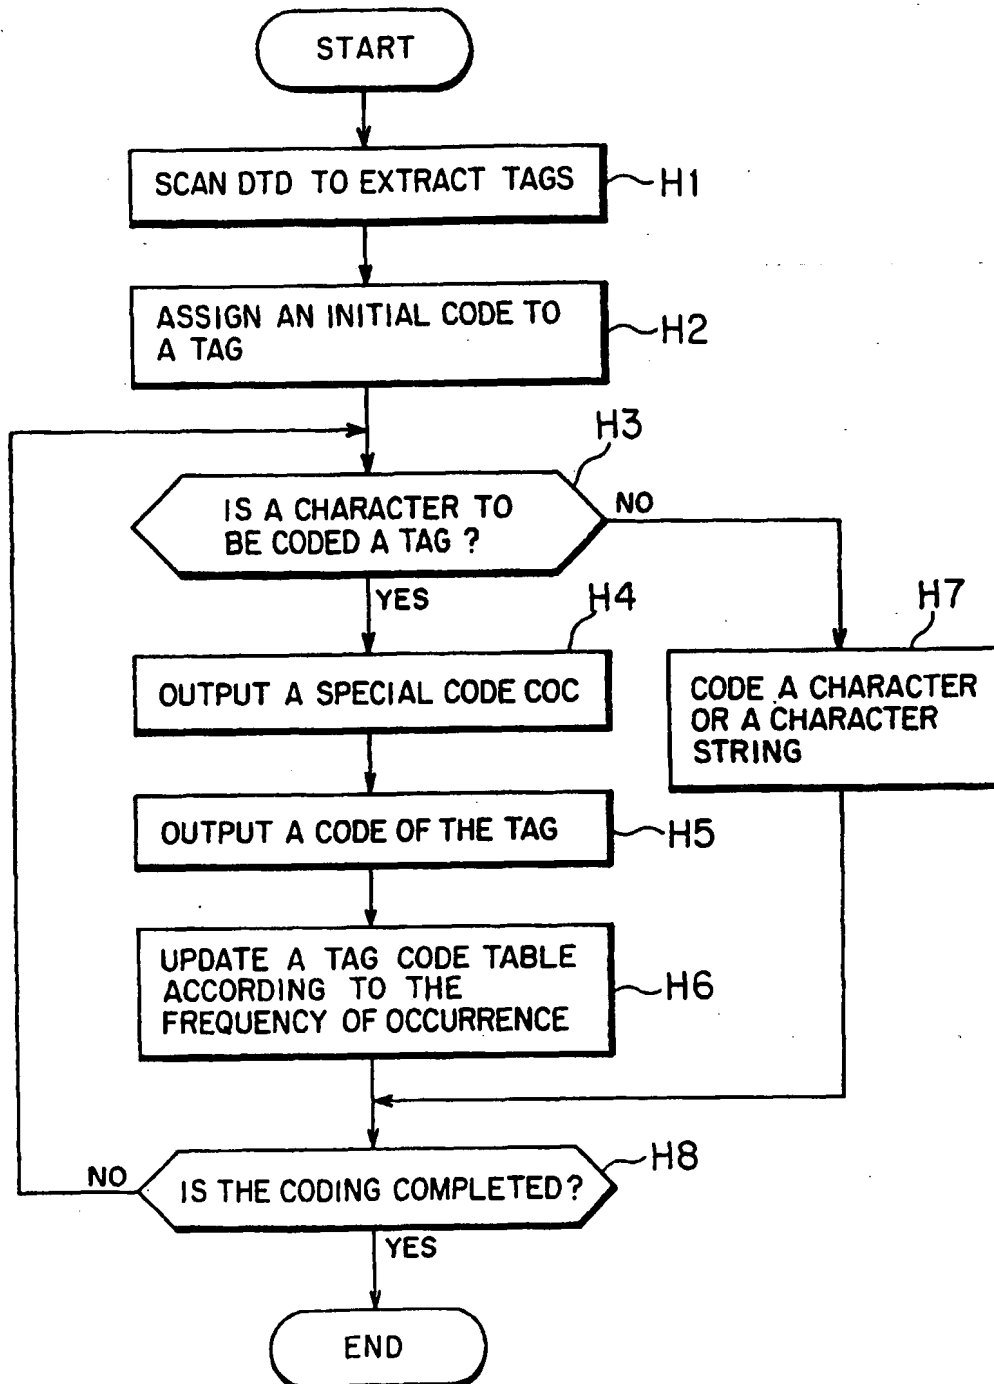 START
SCAN DTD TO EXTRACT TAGS
H1
ASSIGN AN INITIAL CODE TO
A TAG
H2
H3
IS A CHARACTER TO
BE CODED A TAG ?
NO
YES
H4
H7
OUTPUT A SPECIAL CODE COC
CODE A CHARACTER
OR A CHARACTER
STRING
OUTPUT A CODE OF THE TAG
H5
UPDATE A TAG CODE TABLE
ACCORDING TO THE
FREQUENCY OF OCCURRENCE
H6
H8
NO
IS THE CODING COMPLETED?
YES
END